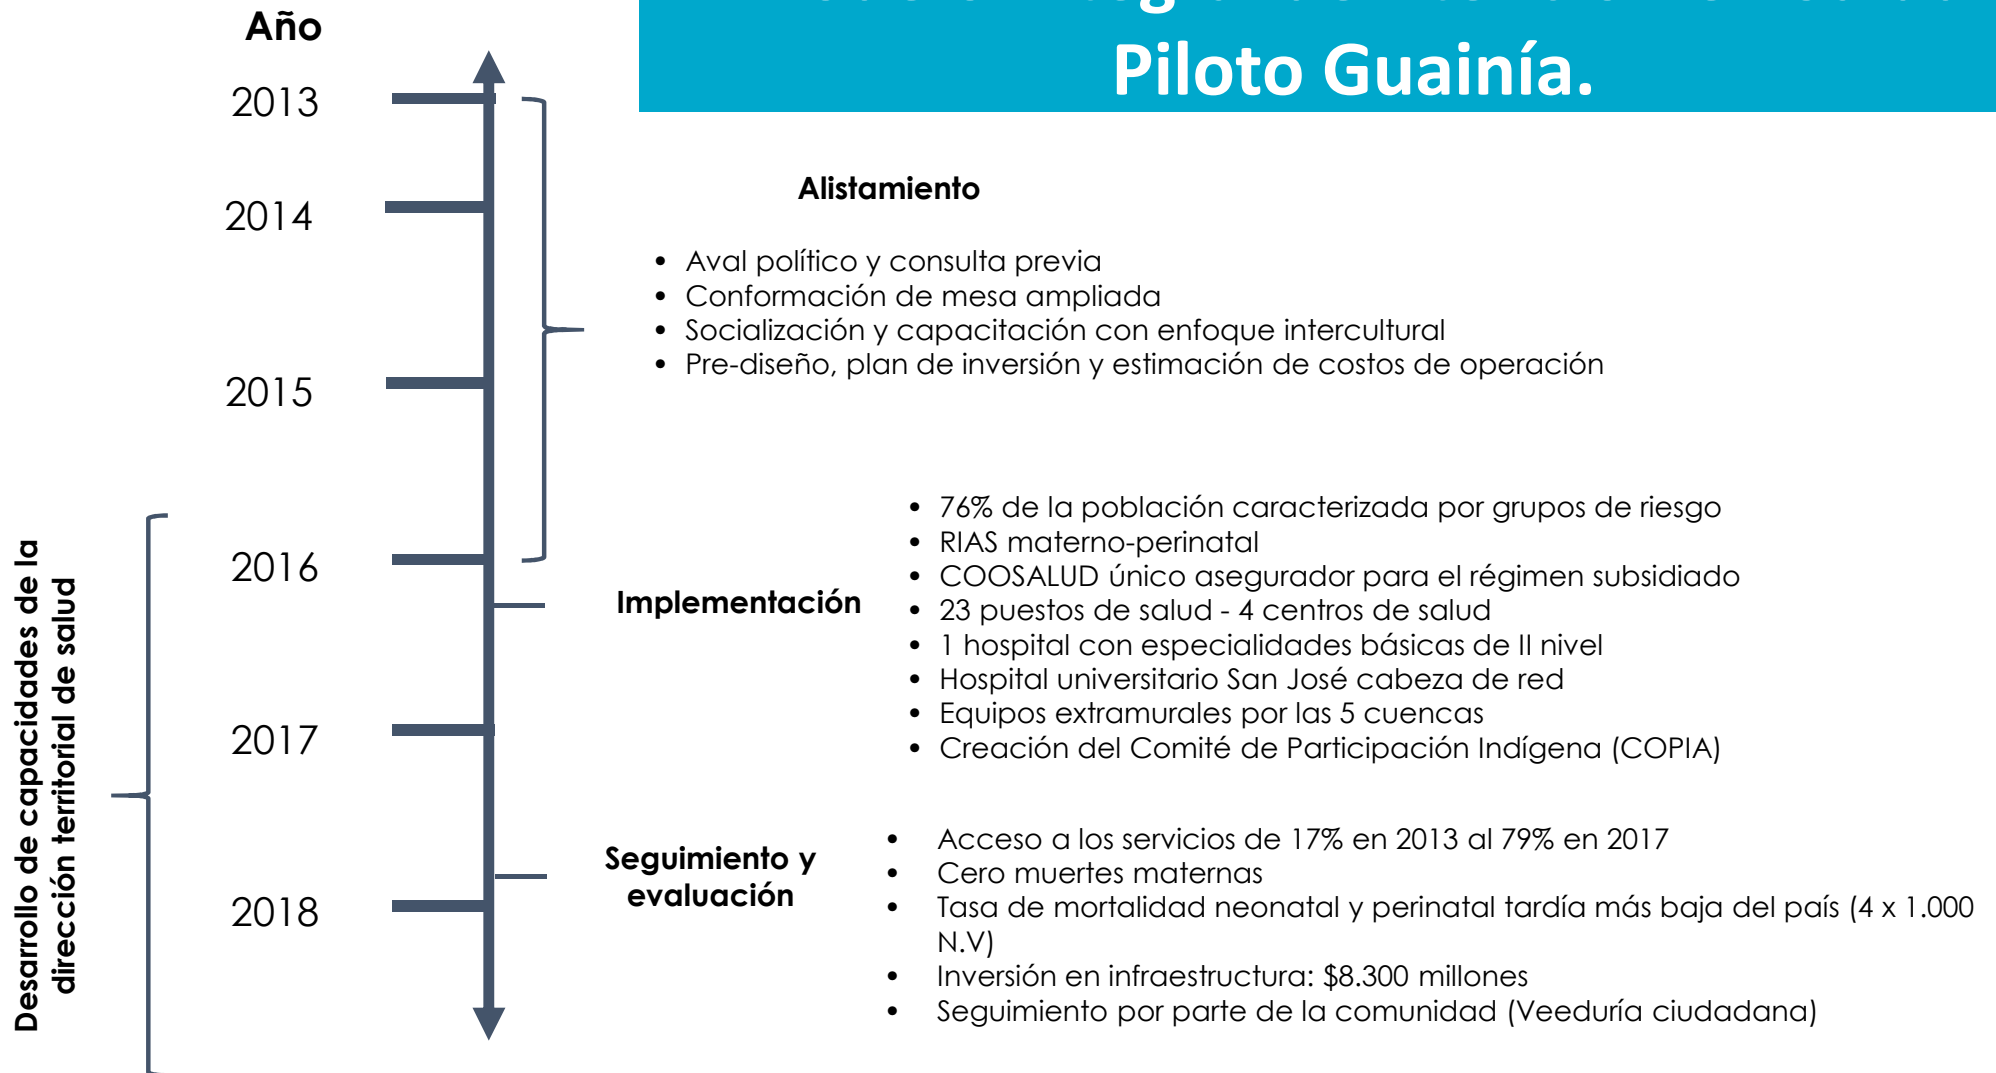 Piloto Guainía.
Año
2013
2014
2015
2016
2017
2018
Desarrollo de capacidades de la
dirección territorial de salud
Alistamiento
• Aval político y consulta previa
• Conformación de mesa ampliada
• Socialización y capacitación con enfoque intercultural
• Pre-diseño, plan de inversión y estimación de costos de operación
Implementación
• 76% de la población caracterizada por grupos de riesgo
• RIAS materno-perinatal
• COOSALUD único asegurador para el régimen subsidiado
• 23 puestos de salud - 4 centros de salud
• 1 hospital con especialidades básicas de II nivel
• Hospital universitario San José cabeza de red
• Equipos extramurales por las 5 cuencas
• Creación del Comité de Participación Indígena (COPIA)
Seguimiento y
evaluación
• Acceso a los servicios de 17% en 2013 al 79% en 2017
• Cero muertes maternas
• Tasa de mortalidad neonatal y perinatal tardía más baja del país (4 x 1.000
N.V)
• Inversión en infraestructura: $8.300 millones
• Seguimiento por parte de la comunidad (Veeduría ciudadana)